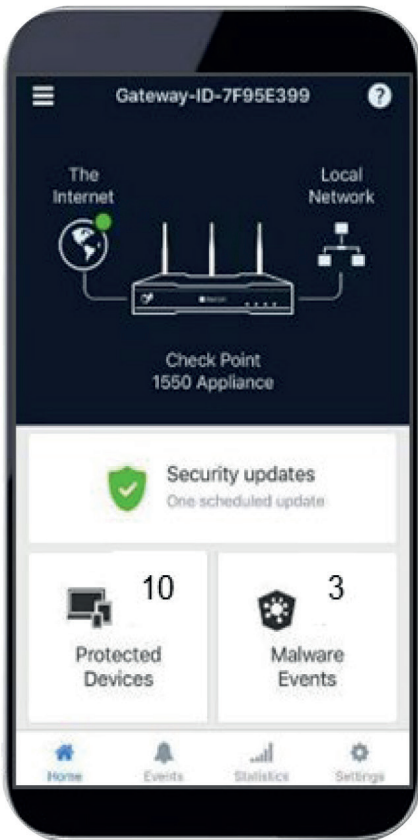 Gateway-ID-7F95E399
?
The
Internet
Local
Network
Check Point
1550 Appliance
Security updates
One scheduled update
10
Protected
Devices
3
Malware
Events
Home
Events
Statistics
Settings